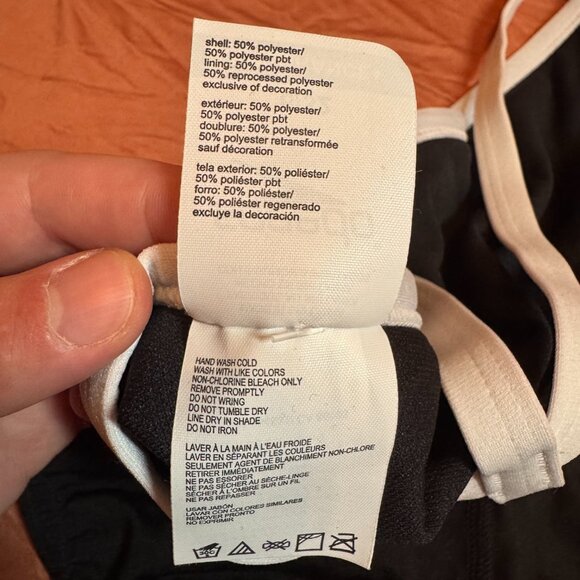 shell: 50% polyester/
50% polyester pbt
lining: 50% polyester/
50% reprocessed polyester
exclusive of decoration
extérieur: 50% polyester/
50% polyester pbt
doublure: 50% polyester/
50% polyester retransformée
sauf décoration
tela exterior: 50% poliéster/
50% poliéster pbt
forro: 50% poliéster/
50% poliéster regenerado
excluye la decoración
HAND WASH COLD
WASH WITH LIKE COLORS
NON-CHLORINE BLEACH ONLY
REMOVE PROMPTLY
DO NOT WRING
DO NOT TUMBLE DRY
LINE DRY IN SHADE
DO NOT IRON
LAVER À LA MAIN À L'EAU FROIDE
LAVER EN SÉPARANT LES COULEURS
SEULEMENT AGENT DE BLANCHIMENT NON-CHLORE
RETIRER IMMÉDIATEMENT
NE PAS ESSORER
NE PAS SÉCHER AU SÈCHE-LINGE
SÉCHER À L'OMBRE SUR UN FIL
NE PAS REPASSER
USAR JABÓN
LAVAR CON COLORES SIMILARES
REMOVER PRONTO
NO EXPRIMIR